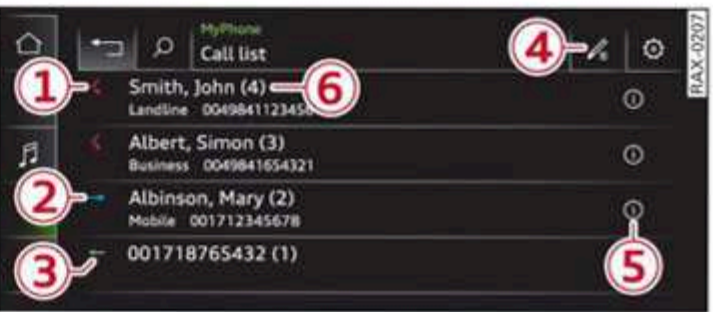 MyPhone
Call list
4
RAX-0207
1
Smith, John (4)
6
Landline 004984112345
Albert, Simon (3)
Business 0049841654321
2
Albinson, Mary (2)
Mobile 001712345678
3
001718765432 (1)
5